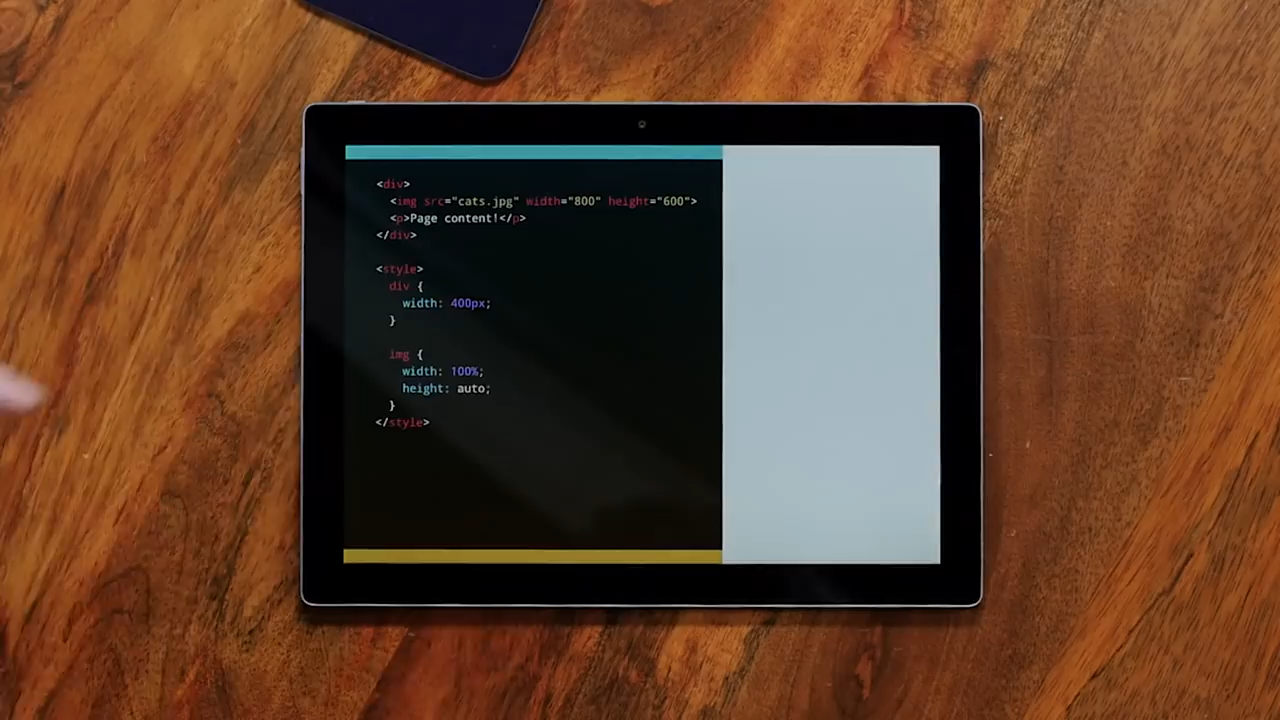 <div>
<img src="cats.jpg" width="800" height="600">
<p>Page content!</p>
</div>
<style>
div {
width: 400px;
}
img {
width: 100%;
height: auto;
}
</style>